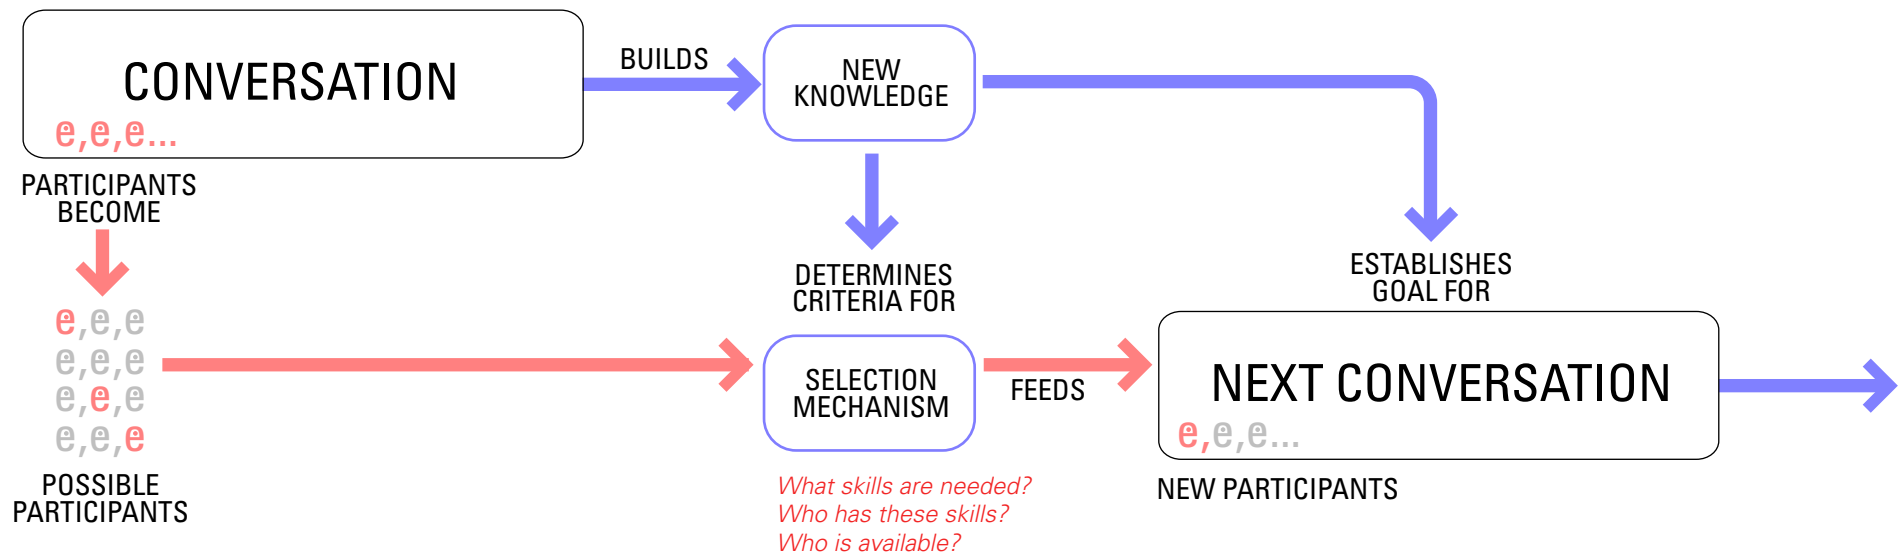 CONVERSATION
e,e,e...
BUILDS
NEW
KNOWLEDGE
PARTICIPANTS
BECOME
DETERMINES
CRITERIA FOR
ESTABLISHES
GOAL FOR
e,e,e
e,e,e
e,e,e
e,e,e
POSSIBLE
PARTICIPANTS
SELECTION
MECHANISM
FEEDS
What skills are needed?
Who has these skills?
Who is available?
NEXT CONVERSATION
e,e,e...
NEW PARTICIPANTS